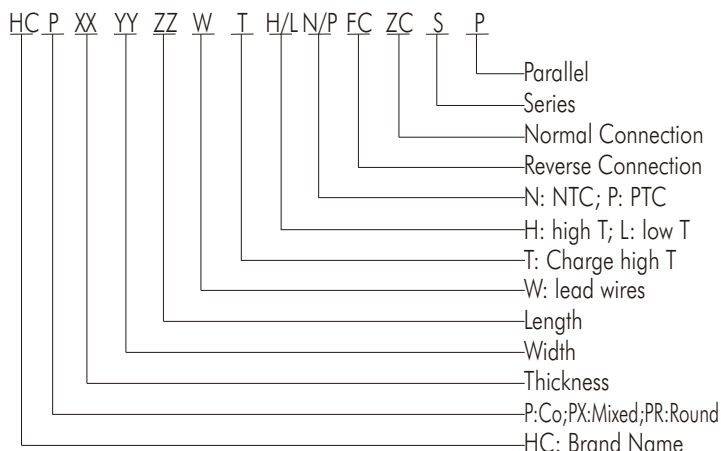 HC P XX YY ZZ W T H/L N/P FC ZC S P
Parallel
Series
Normal Connection
Reverse Connection
N: NTC; P: PTC
H: high T; L: low T
T: Charge high T
W: lead wires
Length
Width
Thickness
P:Co;PX:Mixed;PR:Round
HC: Brand Name